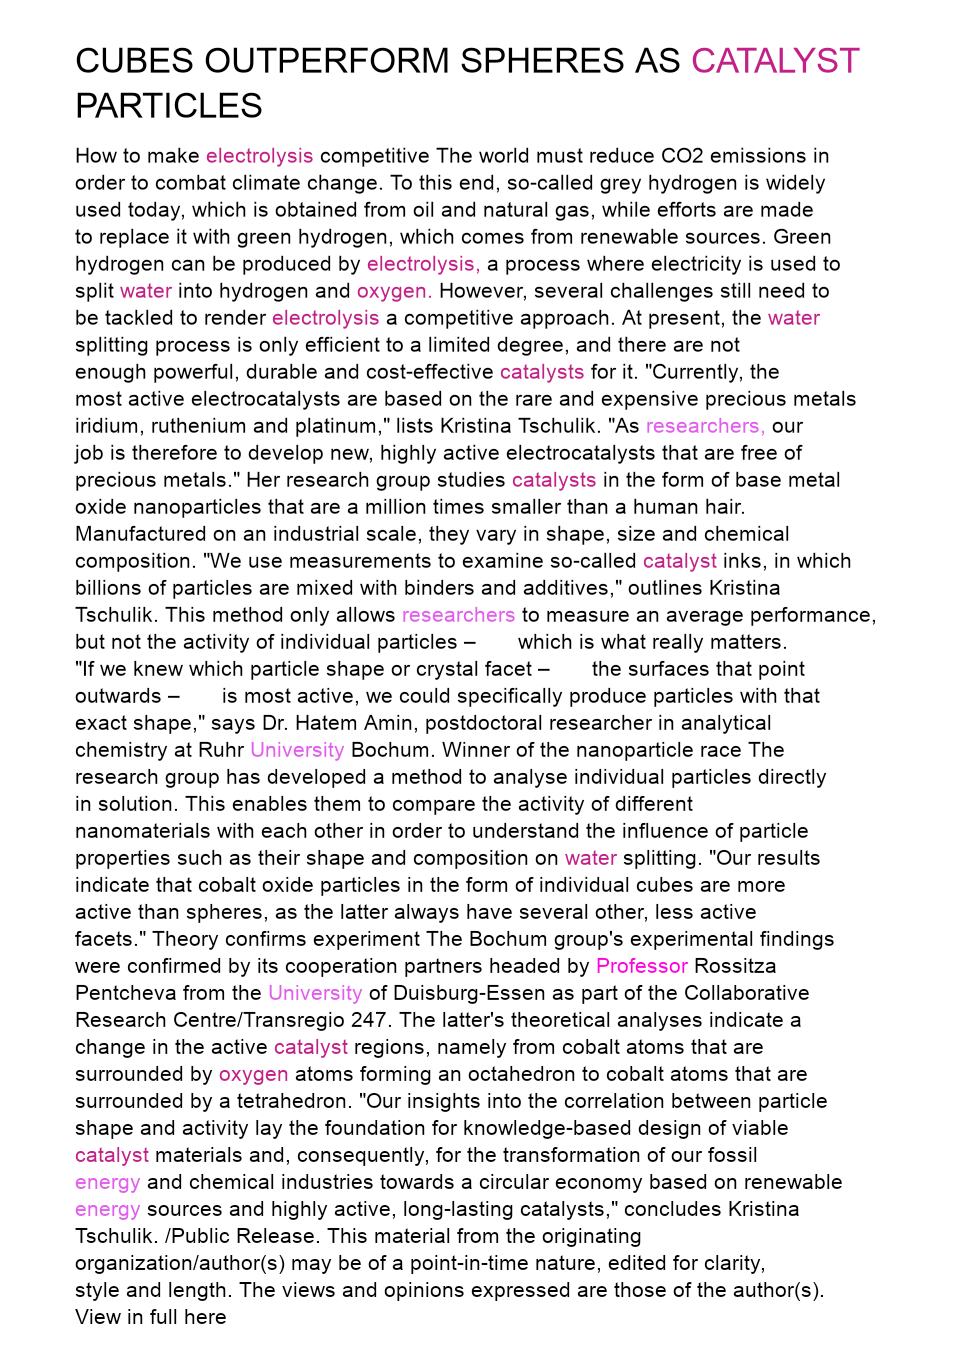 CUBES OUTPERFORM SPHERES AS CATALYST
PARTICLES
How to make electrolysis competitive The world must reduce CO2 emissions in
order to combat climate change. To this end, so-called grey hydrogen is widely
used today, which is obtained from oil and natural gas, while efforts are made
to replace it with green hydrogen, which comes from renewable sources. Green
hydrogen can be produced by electrolysis, a process where electricity is used to
split water into hydrogen and oxygen. However, several challenges still need to
be tackled to render electrolysis a competitive approach. At present, the water
splitting process is only efficient to a limited degree, and there are not
enough powerful, durable and cost-effective catalysts for it. "Currently, the
most active electrocatalysts are based on the rare and expensive precious metals
iridium, ruthenium and platinum," lists Kristina Tschulik. "As researchers, our
job is therefore to develop new, highly active electrocatalysts that are free of
precious metals." Her research group studies catalysts in the form of base metal
oxide nanoparticles that are a million times smaller than a human hair.
Manufactured on an industrial scale, they vary in shape, size and chemical
composition. "We use measurements to examine so-called catalyst inks, in which
billions of particles are mixed with binders and additives," outlines Kristina
Tschulik. This method only allows researchers to measure an average performance,
but not the activity of individual particles – which is what really matters.
"If we knew which particle shape or crystal facet – the surfaces that point
outwards – is most active, we could specifically produce particles with that
exact shape," says Dr. Hatem Amin, postdoctoral researcher in analytical
chemistry at Ruhr University Bochum. Winner of the nanoparticle race The
research group has developed a method to analyse individual particles directly
in solution. This enables them to compare the activity of different
nanomaterials with each other in order to understand the influence of particle
properties such as their shape and composition on water splitting. "Our results
indicate that cobalt oxide particles in the form of individual cubes are more
active than spheres, as the latter always have several other, less active
facets." Theory confirms experiment The Bochum group's experimental findings
were confirmed by its cooperation partners headed by Professor Rossitza
Pentcheva from the University of Duisburg-Essen as part of the Collaborative
Research Centre/Transregio 247. The latter's theoretical analyses indicate a
change in the active catalyst regions, namely from cobalt atoms that are
surrounded by oxygen atoms forming an octahedron to cobalt atoms that are
surrounded by a tetrahedron. "Our insights into the correlation between particle
shape and activity lay the foundation for knowledge-based design of viable
catalyst materials and, consequently, for the transformation of our fossil
energy and chemical industries towards a circular economy based on renewable
energy sources and highly active, long-lasting catalysts," concludes Kristina
Tschulik. /Public Release. This material from the originating
organization/author(s) may be of a point-in-time nature, edited for clarity,
style and length. The views and opinions expressed are those of the author(s).
View in full here